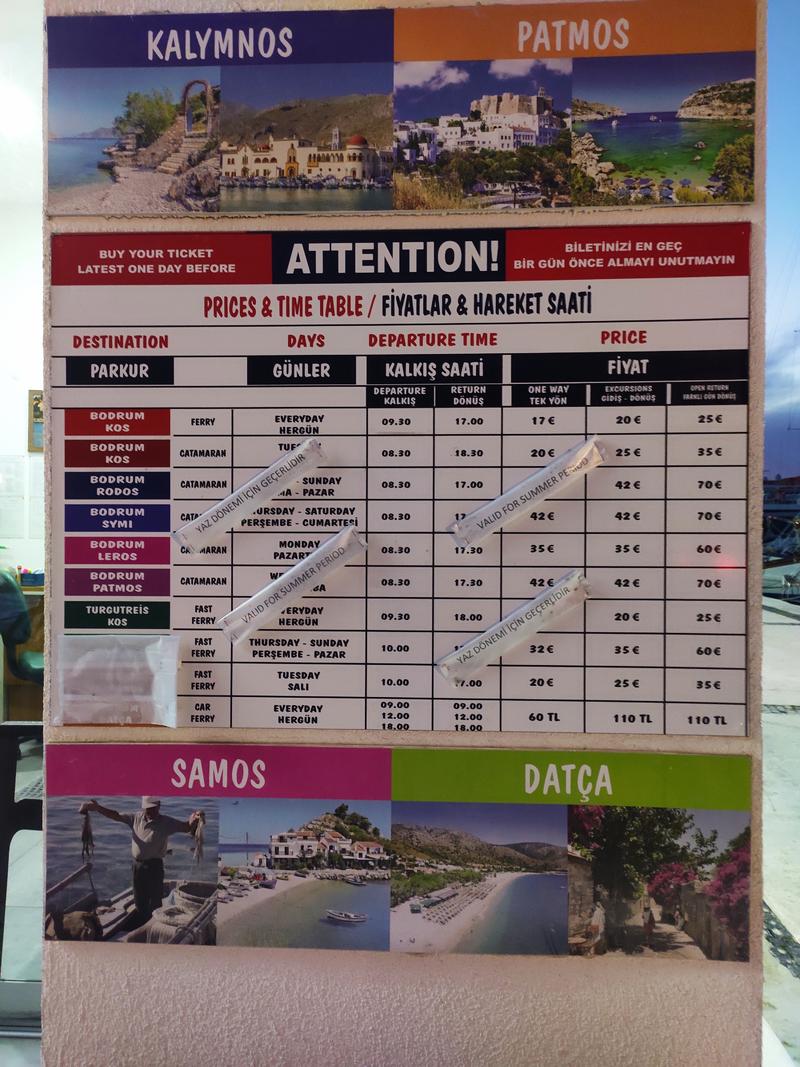 KALYMNOS
PATMOS
BUY YOUR TICKET
LATEST ONE DAY BEFORE
ATTENTION!
BİLETİNİZİ EN GEÇ
BİR GÜN ÖNCE ALMAYI UNUTMAYIN
PRICES & TIME TABLE / FİYATLAR & HAREKET SAATİ
DESTINATION DAYS DEPARTURE TIME PRICE
PARKUR GÜNLER KALKIŞ SAATİ FİYAT
DEPARTURE RETURN ONE WAY EXCURSIONS OPEN RETURN
KALKIŞ DÖNÜŞ TEK YÖN GİDİŞ - DÖNÜŞ FARKLI GÜN DÖNÜŞ
BODRUM
KOS
FERRY
EVERYDAY
HERGÜN
09.30 17.00 17 € 20 € 25 €
BODRUM
KOS
CATAMARAN
08.30 18.30 20 € 25 € 35 €
BODRUM
RODOS
- SUNDAY
- PAZAR
08.30 17.00 42 € 70 €
BODRUM
SYMI
- SATURDAY
PERŞEMBE - CUMARTESİ
08.30 42 € 42 € 70 €
BODRUM
LEROS
MONDAY
08.30 17.30 35 € 35 € 60 €
BODRUM
PATMOS
CATAMARAN
08.30 17.30 42 € 42 € 70 €
TURGUTREIS
KOS
FAST
FERRY
HERGÜN
09.30 18.00 20 € 25 €
FAST
FERRY
THURSDAY - SUNDAY
PERŞEMBE - PAZAR
10.00 32 € 35 € 60 €
FAST
FERRY
TUESDAY
SALI
10.00 17.00 20 € 25 € 35 €
CAR
FERRY
EVERYDAY
HERGÜN
09.00 09.00
12.00 12.00
18.00 18.00
60 TL 110 TL 110 TL
YAZ DÖNEMİ İÇİN GEÇERLİDİR
VALID FOR SUMMER PERIOD
VALID FOR SUMMER PERIOD
YAZ DÖNEMİ İÇİN GEÇERLİDİR
SAMOS
DATÇA